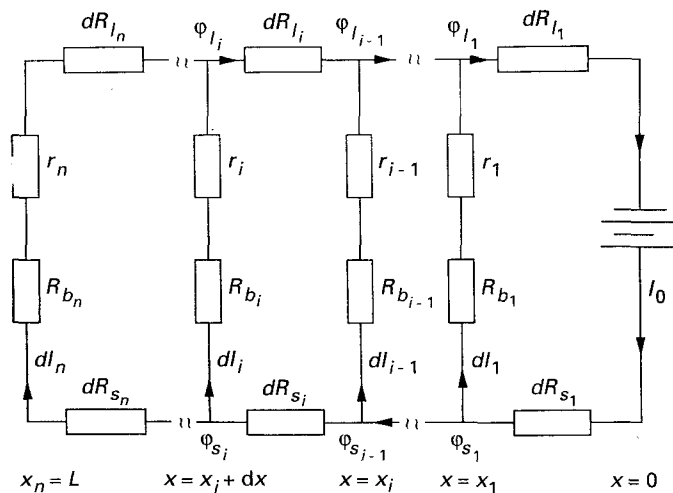 dR_{l_n} φ_{l_i} dR_{l_i} φ_{l_{i-1}} φ_{l_1} dR_{l_1}
r_n r_i r_{i-1} r_1
R_{b_n} R_{b_i} R_{b_{i-1}} R_{b_1} I_0
dI_n dI_i dI_{i-1} dI_1
dR_{s_n} dR_{s_i} dR_{s_1}
φ_{s_i} φ_{s_{i-1}} φ_{s_1}
x_n = L x = x_i + dx x = x_i x = x_1 x = 0